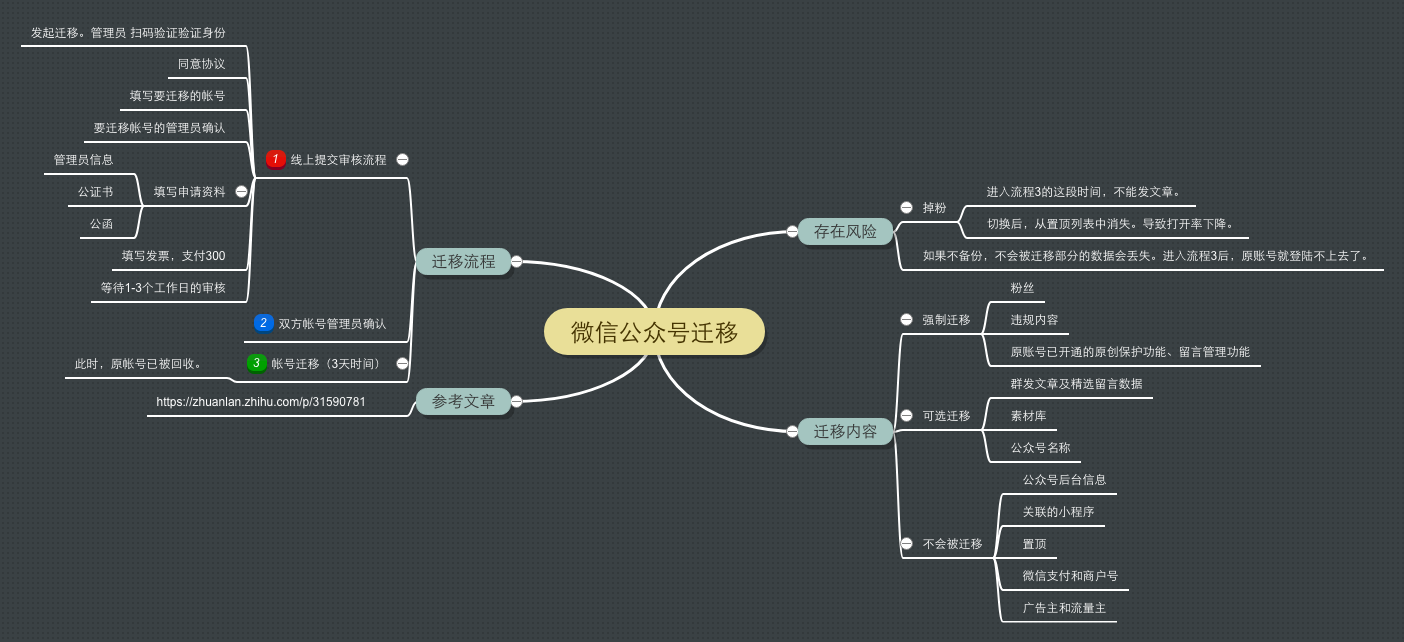 微信公众号迁移
迁移流程
1 线上提交审核流程
发起迁移。管理员 扫码验证验证身份
同意协议
填写要迁移的帐号
要迁移帐号的管理员确认
填写申请资料
管理员信息
公证书
公函
填写发票，支付300
等待1-3个工作日的审核
2 双方帐号管理员确认
3 帐号迁移（3天时间）
此时，原帐号已被回收。
参考文章
https://zhuanlan.zhihu.com/p/31590781
存在风险
掉粉
进入流程3的这段时间，不能发文章。
切换后，从置顶列表中消失。导致打开率下降。
如果不备份，不会被迁移部分的数据会丢失。进入流程3后，原账号就登陆不上去了。
迁移内容
强制迁移
粉丝
违规内容
原账号已开通的原创保护功能、留言管理功能
可选迁移
群发文章及精选留言数据
素材库
公众号名称
不会被迁移
公众号后台信息
关联的小程序
置顶
微信支付和商户号
广告主和流量主